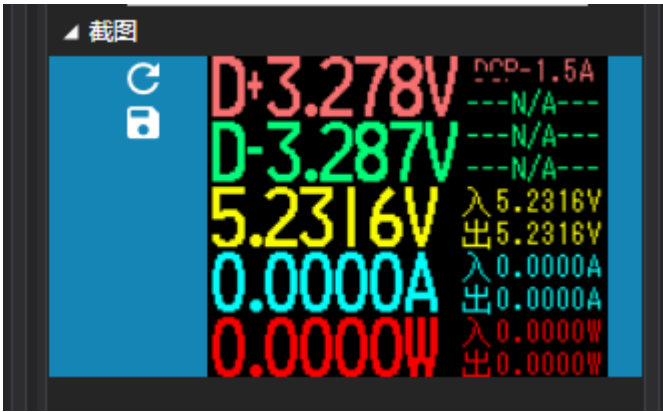 截图
D+3.278V DCP-1.5A
---N/A---
D-3.287V ---N/A---
---N/A---
5.2316V 入5.2316V
出5.2316V
0.0000A 入0.0000A
出0.0000A
0.0000W 入0.0000W
出0.0000W